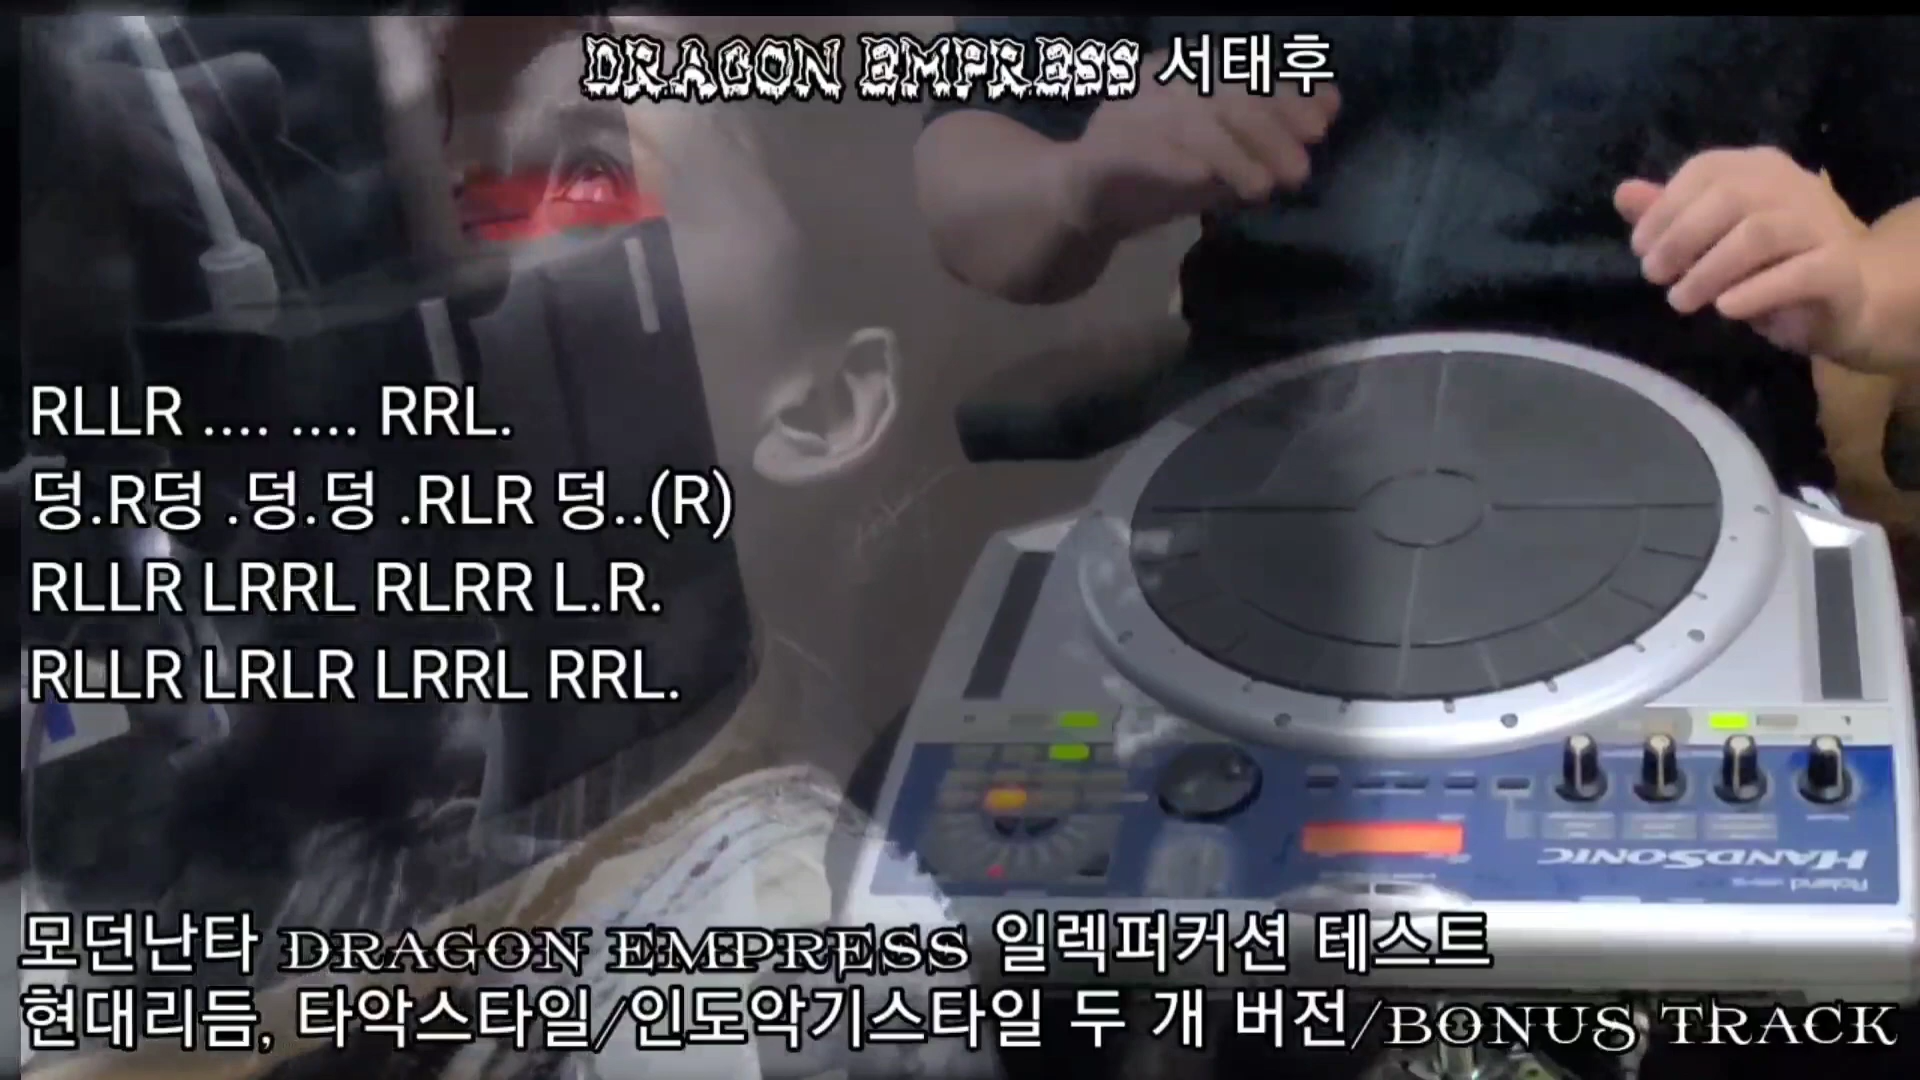 DRAGON EMPRESS 서태후
RLLR .... .... RRL.
덩.R덩 .덩.덩 .RLR 덩..(R)
RLLR LRRL RLRR L.R.
RLLR LRLR LRRL RRL.
HANDSONIC
Roland
모던난타 DRAGON EMPRESS 일렉퍼커션 테스트
현대리듬, 타악스타일/인도악기스타일 두 개 버전/BONUS TRACK